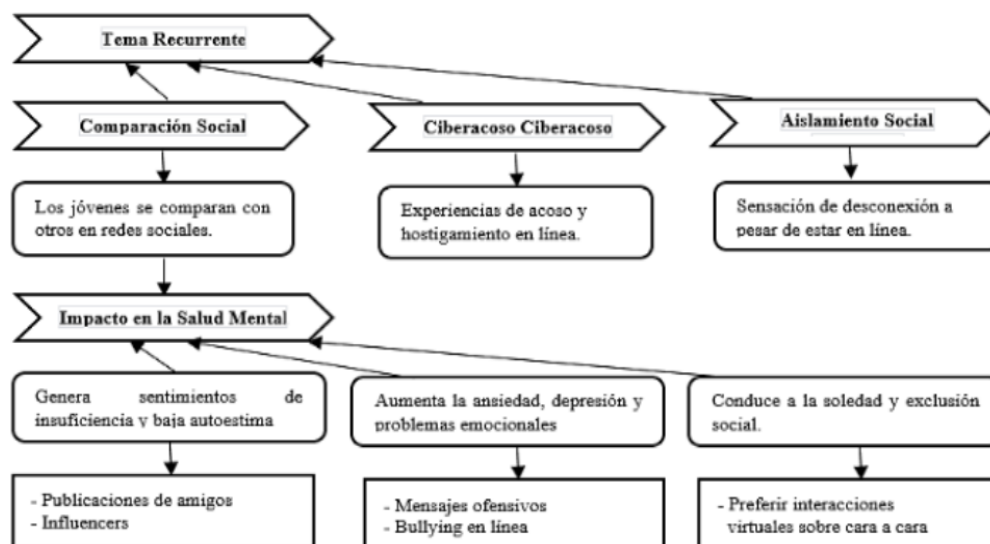 Tema Recurrente
Comparación Social
Ciberacoso Ciberacoso
Aislamiento Social
Los jóvenes se comparan con
otros en redes sociales.
Experiencias de acoso y
hostigamiento en línea.
Sensación de desconexión a
pesar de estar en línea.
Impacto en la Salud Mental
Genera sentimientos de
insuficiencia y baja autoestima
Aumenta la ansiedad, depresión y
problemas emocionales
Conduce a la soledad y exclusión
social.
- Publicaciones de amigos
- Influencers
- Mensajes ofensivos
- Bullying en línea
- Preferir interacciones
virtuales sobre cara a cara